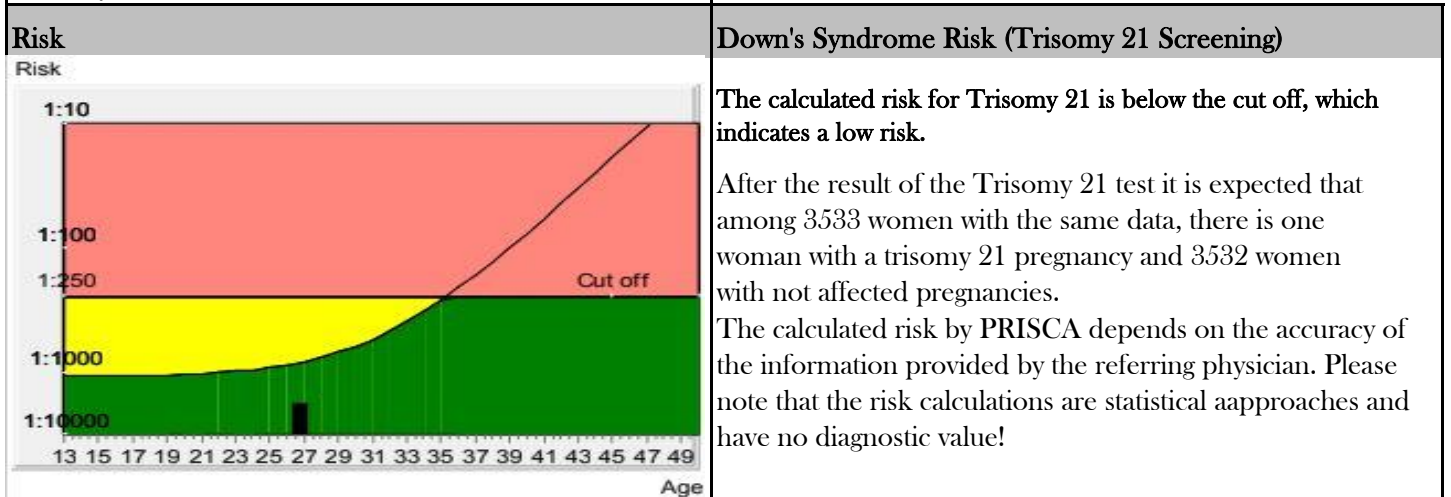 Risk
Risk
1:10
1:100
1:250
Cut off
1:1000
1:10000
13 15 17 19 21 23 25 27 29 31 33 35 37 39 41 43 45 47 49
Age
Down's Syndrome Risk (Trisomy 21 Screening)
The calculated risk for Trisomy 21 is below the cut off, which
indicates a low risk.
After the result of the Trisomy 21 test it is expected that
among 3533 women with the same data, there is one
woman with a trisomy 21 pregnancy and 3532 women
with not affected pregnancies.
The calculated risk by PRISCA depends on the accuracy of
the information provided by the referring physician. Please
note that the risk calculations are statistical aapproaches and
have no diagnostic value!